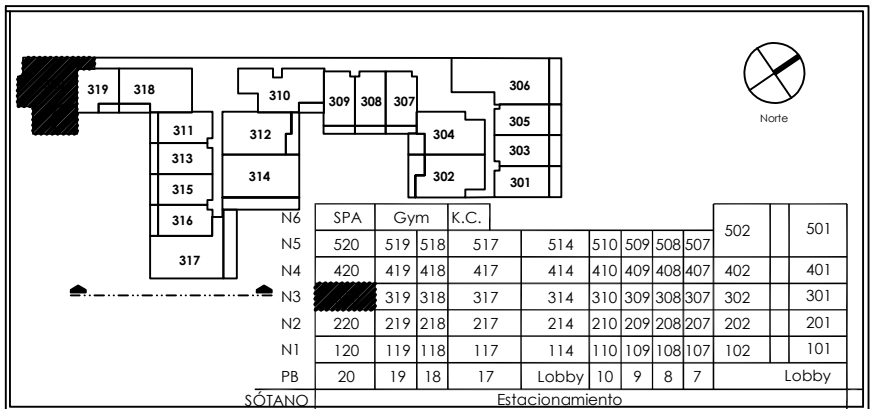 306
319 318
310
309 308 307
305
311
312
304
303
313
314
302
301
315
316
317
Norte
N6 SPA Gym K.C.
502 501
N5 520 519 518 517 514 510 509 508 507
N4 420 419 418 417 414 410 409 408 407 402 401
N3 319 318 317 314 310 309 308 307 302 301
N2 220 219 218 217 214 210 209 208 207 202 201
N1 120 119 118 117 114 110 109 108 107 102 101
PB 20 19 18 17 Lobby 10 9 8 7 Lobby
SÓTANO Estacionamiento